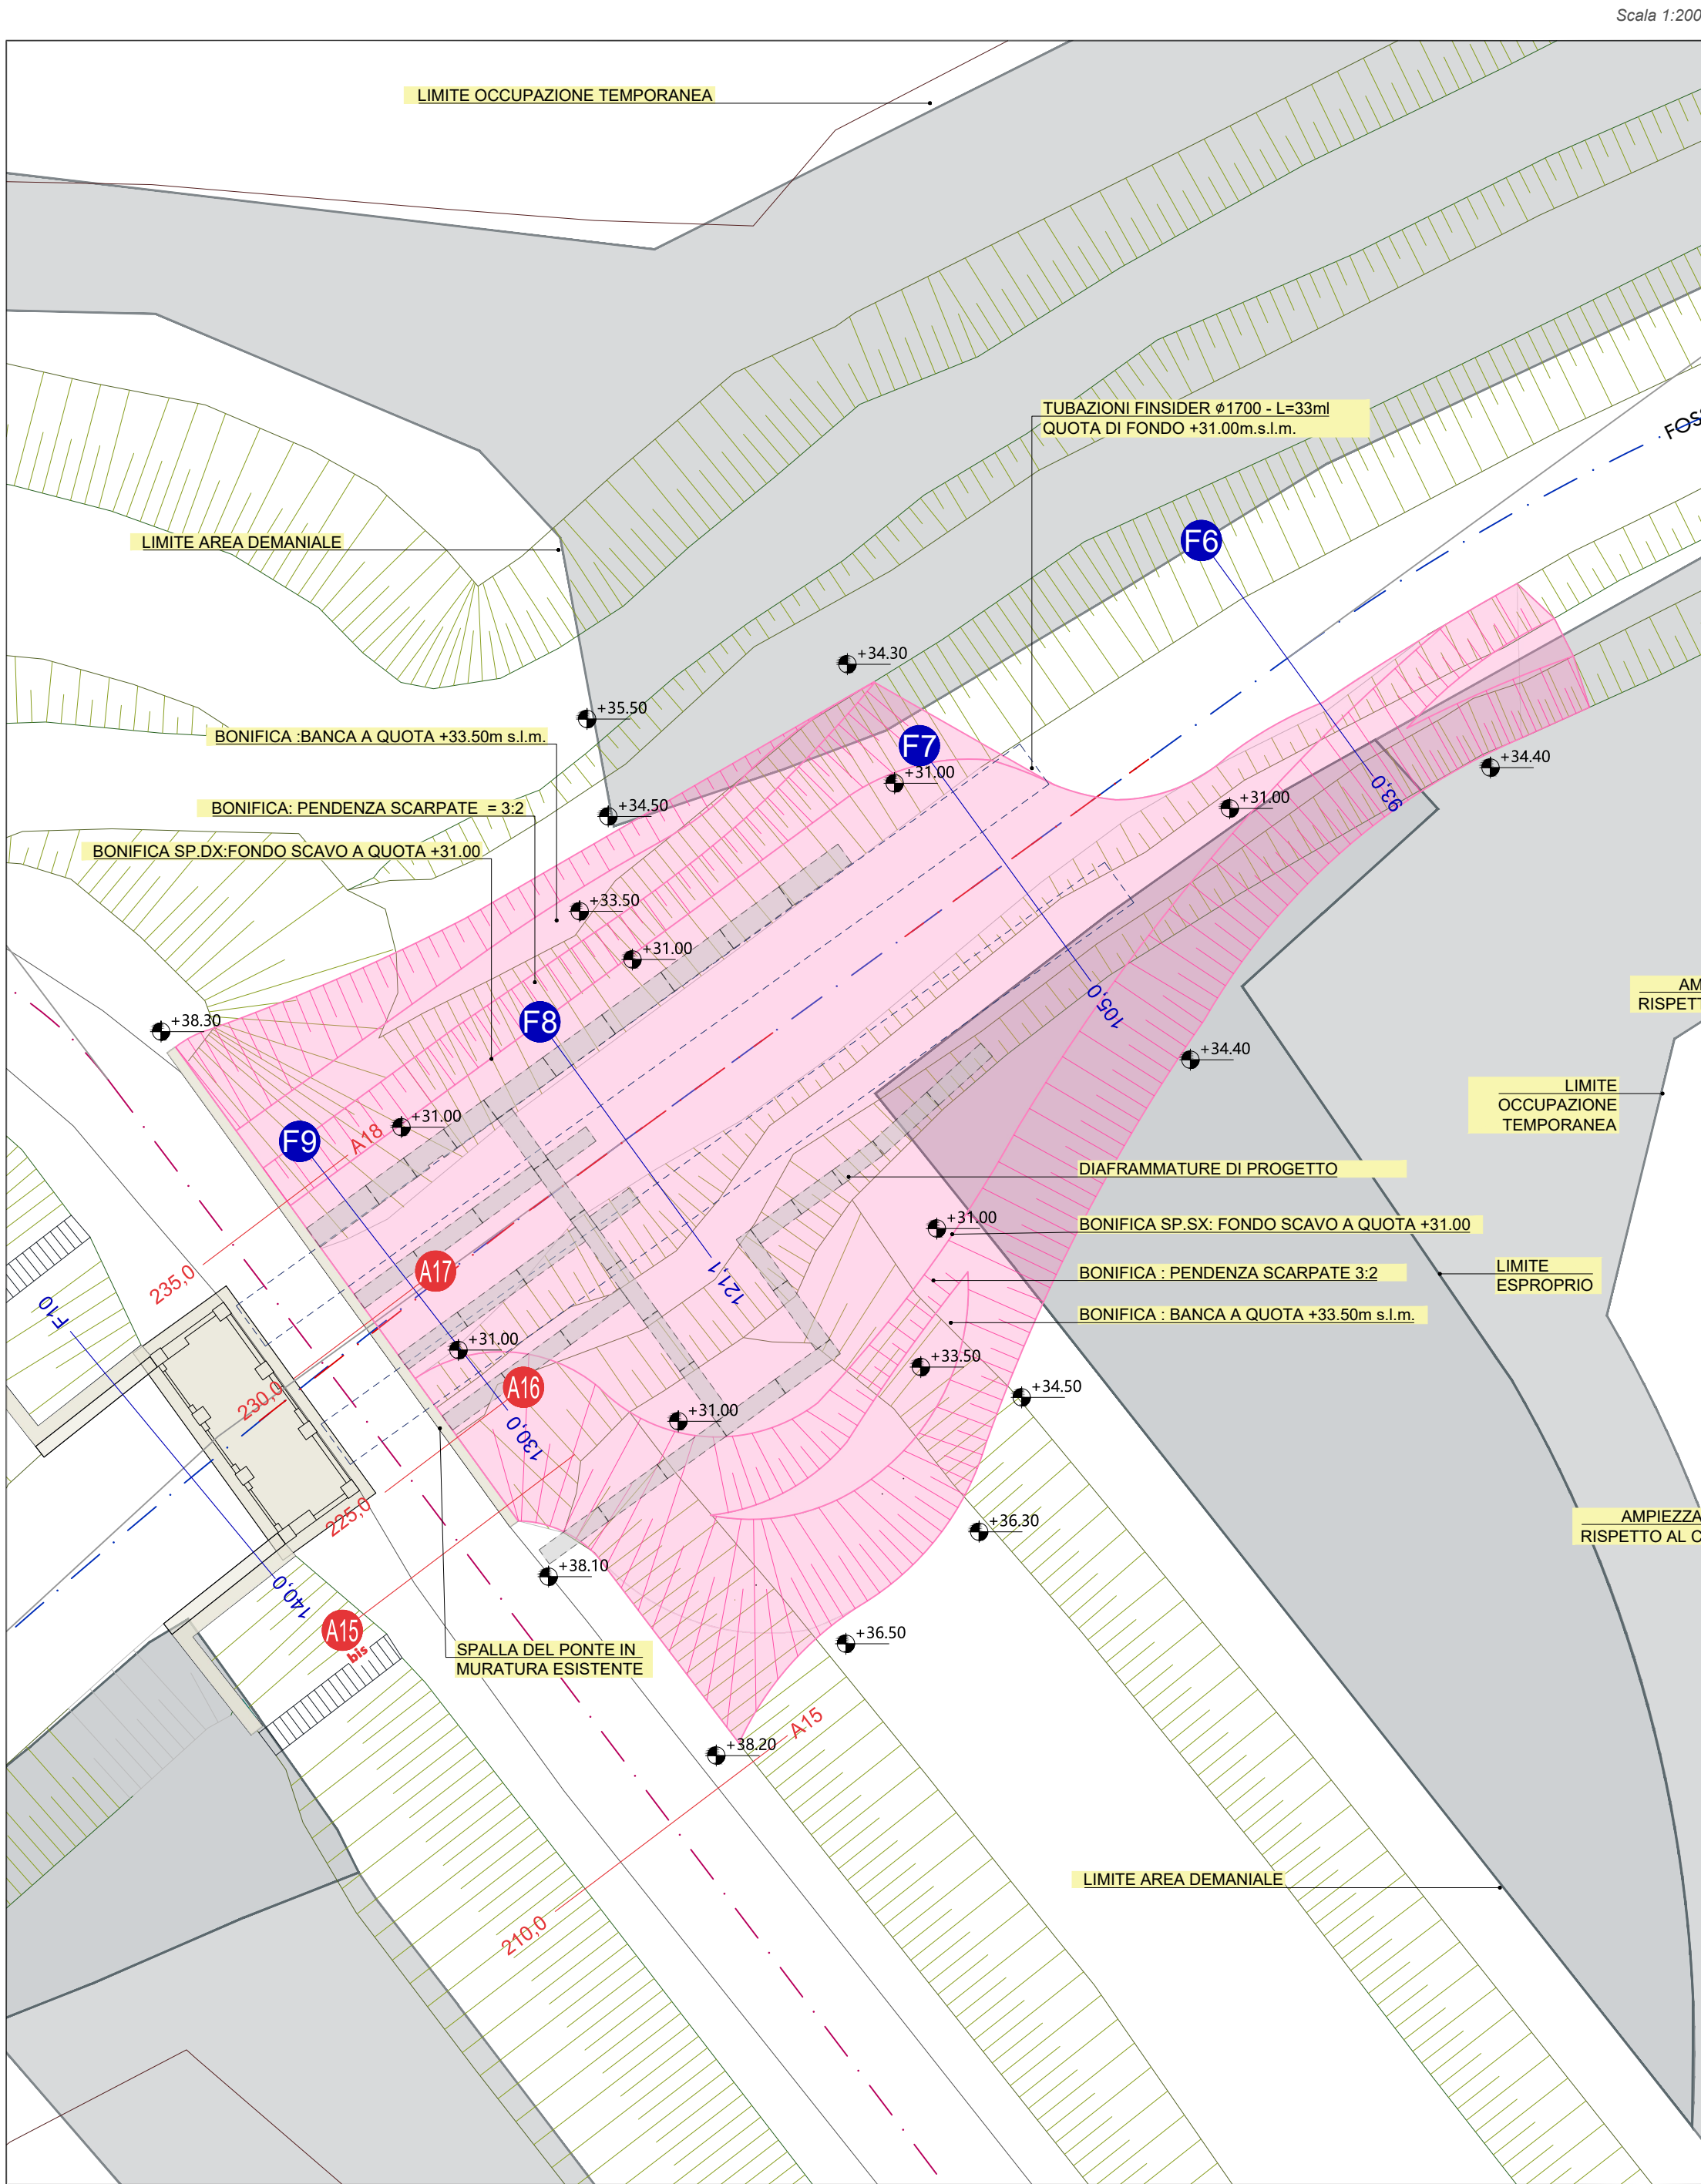 Scala 1:200
LIMITE OCCUPAZIONE TEMPORANEA
TUBAZIONI FINSIDER ø1700 - L=33ml
QUOTA DI FONDO +31.00m.s.l.m.
FOS
LIMITE AREA DEMANIALE
F6
+34.30
+35.50
BONIFICA :BANCA A QUOTA +33.50m s.l.m.
F7
+34.40
+31.00
93,0
+31.00
BONIFICA: PENDENZA SCARPATE = 3:2
+34.50
BONIFICA SP.DX:FONDO SCAVO A QUOTA +31.00
+33.50
+31.00
AM
RISPETT
105,0
+38.30
F8
+34.40
LIMITE
OCCUPAZIONE
TEMPORANEA
+31.00
A18
F9
DIAFRAMMATURE DI PROGETTO
+31.00
BONIFICA SP.SX: FONDO SCAVO A QUOTA +31.00
235,0
A17
121,1
BONIFICA : PENDENZA SCARPATE 3:2
LIMITE
ESPROPRIO
F10
BONIFICA : BANCA A QUOTA +33.50m s.l.m.
+31.00
+33.50
A16
+34.50
230,0
+31.00
130,0
225,0
+36.30
AMPIEZZA
RISPETTO AL C
+38.10
140,0
A15
bis
+36.50
SPALLA DEL PONTE IN
MURATURA ESISTENTE
A15
+38.20
LIMITE AREA DEMANIALE
210,0